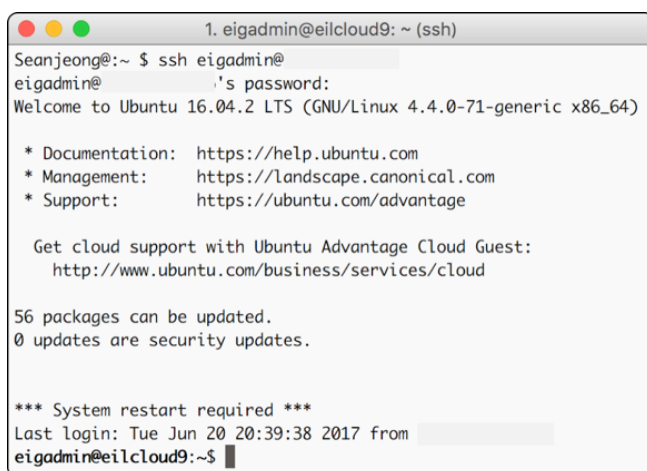 1. eigadmin@eilcloud9: ~ (ssh)
Seanjeong@:~ $ ssh eigadmin@
eigadmin@ 's password:
Welcome to Ubuntu 16.04.2 LTS (GNU/Linux 4.4.0-71-generic x86_64)
* Documentation:  https://help.ubuntu.com
* Management:     https://landscape.canonical.com
* Support:        https://ubuntu.com/advantage
Get cloud support with Ubuntu Advantage Cloud Guest:
http://www.ubuntu.com/business/services/cloud
56 packages can be updated.
0 updates are security updates.
*** System restart required ***
Last login: Tue Jun 20 20:39:38 2017 from
eigadmin@eilcloud9:~$